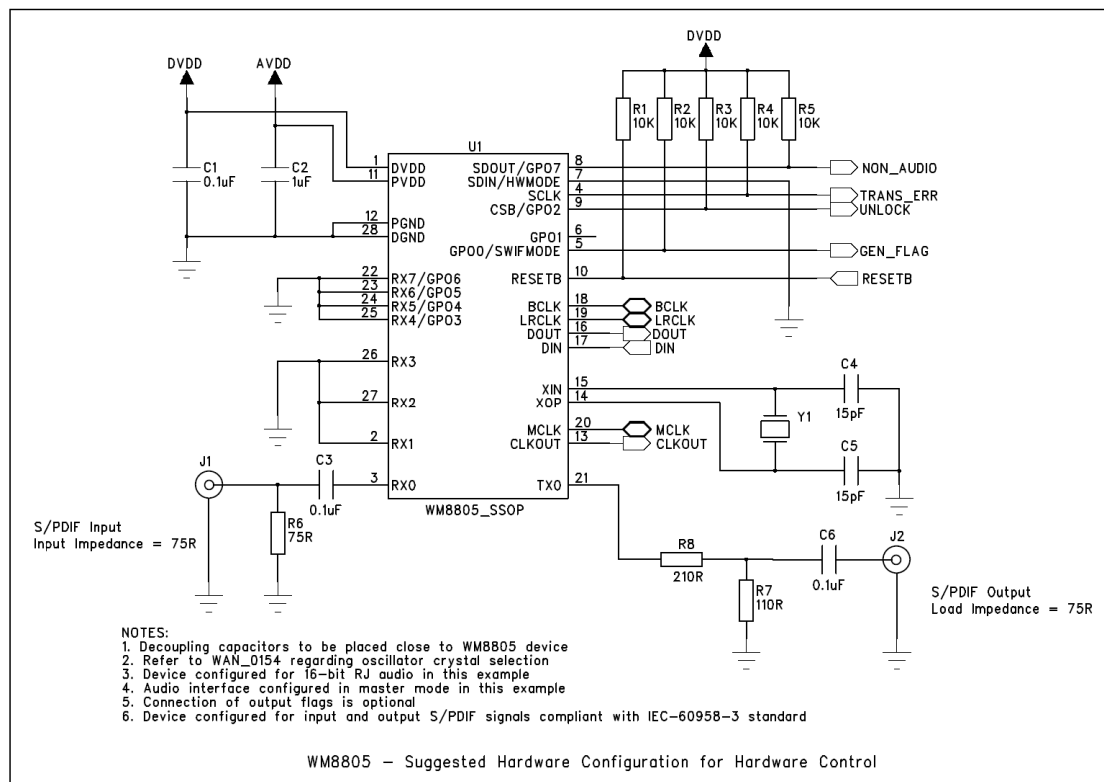 DVDD
AVDD
DVDD
C1
0.1uF
C2
1uF
R1
10K
R2
10K
R3
10K
R4
10K
R5
10K
U1
1 DVDD
11 PVDD
12 PGND
28 DGND
22 RX7/GPO6
23 RX6/GPO5
24 RX5/GPO4
25 RX4/GPO3
26 RX3
27 RX2
2 RX1
3 RX0
SDOUT/GPO7 8 NON_AUDIO
SDIN/HWMODE 7
SCLK 4 TRANS_ERR
CSB/GPO2 9 UNLOCK
GPO1 6
GPO0/SWIFMODE 5 GEN_FLAG
RESETB 10 RESETB
BCLK 18 BCLK
LRCLK 19 LRCLK
DOUT 16 DOUT
DIN 17 DIN
XIN 15
XOP 14
MCLK 20 MCLK
CLKOUT 13 CLKOUT
TX0 21
WM8805_SSOP
C4
15pF
Y1
C5
15pF
J1
C3
0.1uF
R6
75R
S/PDIF Input
Input Impedance = 75R
R8
210R
R7
110R
C6
0.1uF
J2
S/PDIF Output
Load Impedance = 75R
NOTES:
1. Decoupling capacitors to be placed close to WM8805 device
2. Refer to WAN_0154 regarding oscillator crystal selection
3. Device configured for 16-bit RJ audio in this example
4. Audio interface configured in master mode in this example
5. Connection of output flags is optional
6. Device configured for input and output S/PDIF signals compliant with IEC-60958-3 standard
WM8805 - Suggested Hardware Configuration for Hardware Control